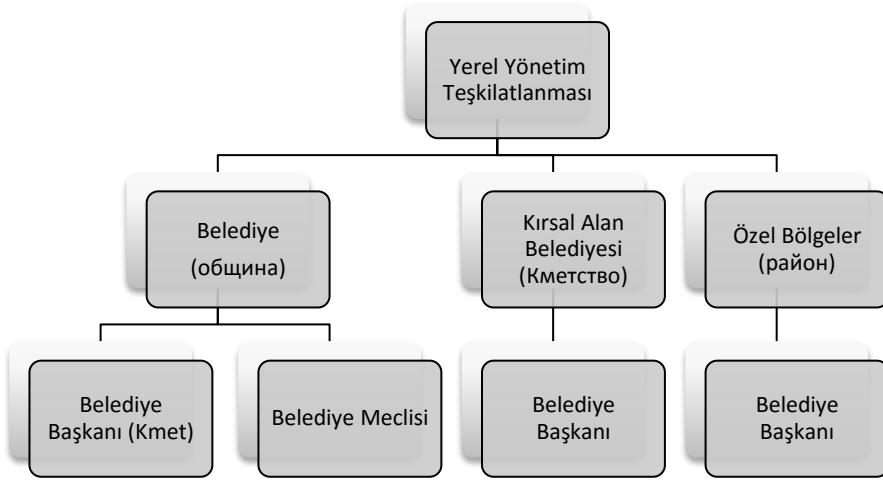 Yerel Yönetim
Teşkilatlanması
Belediye
(община)
Kırsal Alan
Belediyesi
(Кметство)
Özel Bölgeler
(район)
Belediye
Başkanı (Kmet)
Belediye Meclisi
Belediye
Başkanı
Belediye
Başkanı